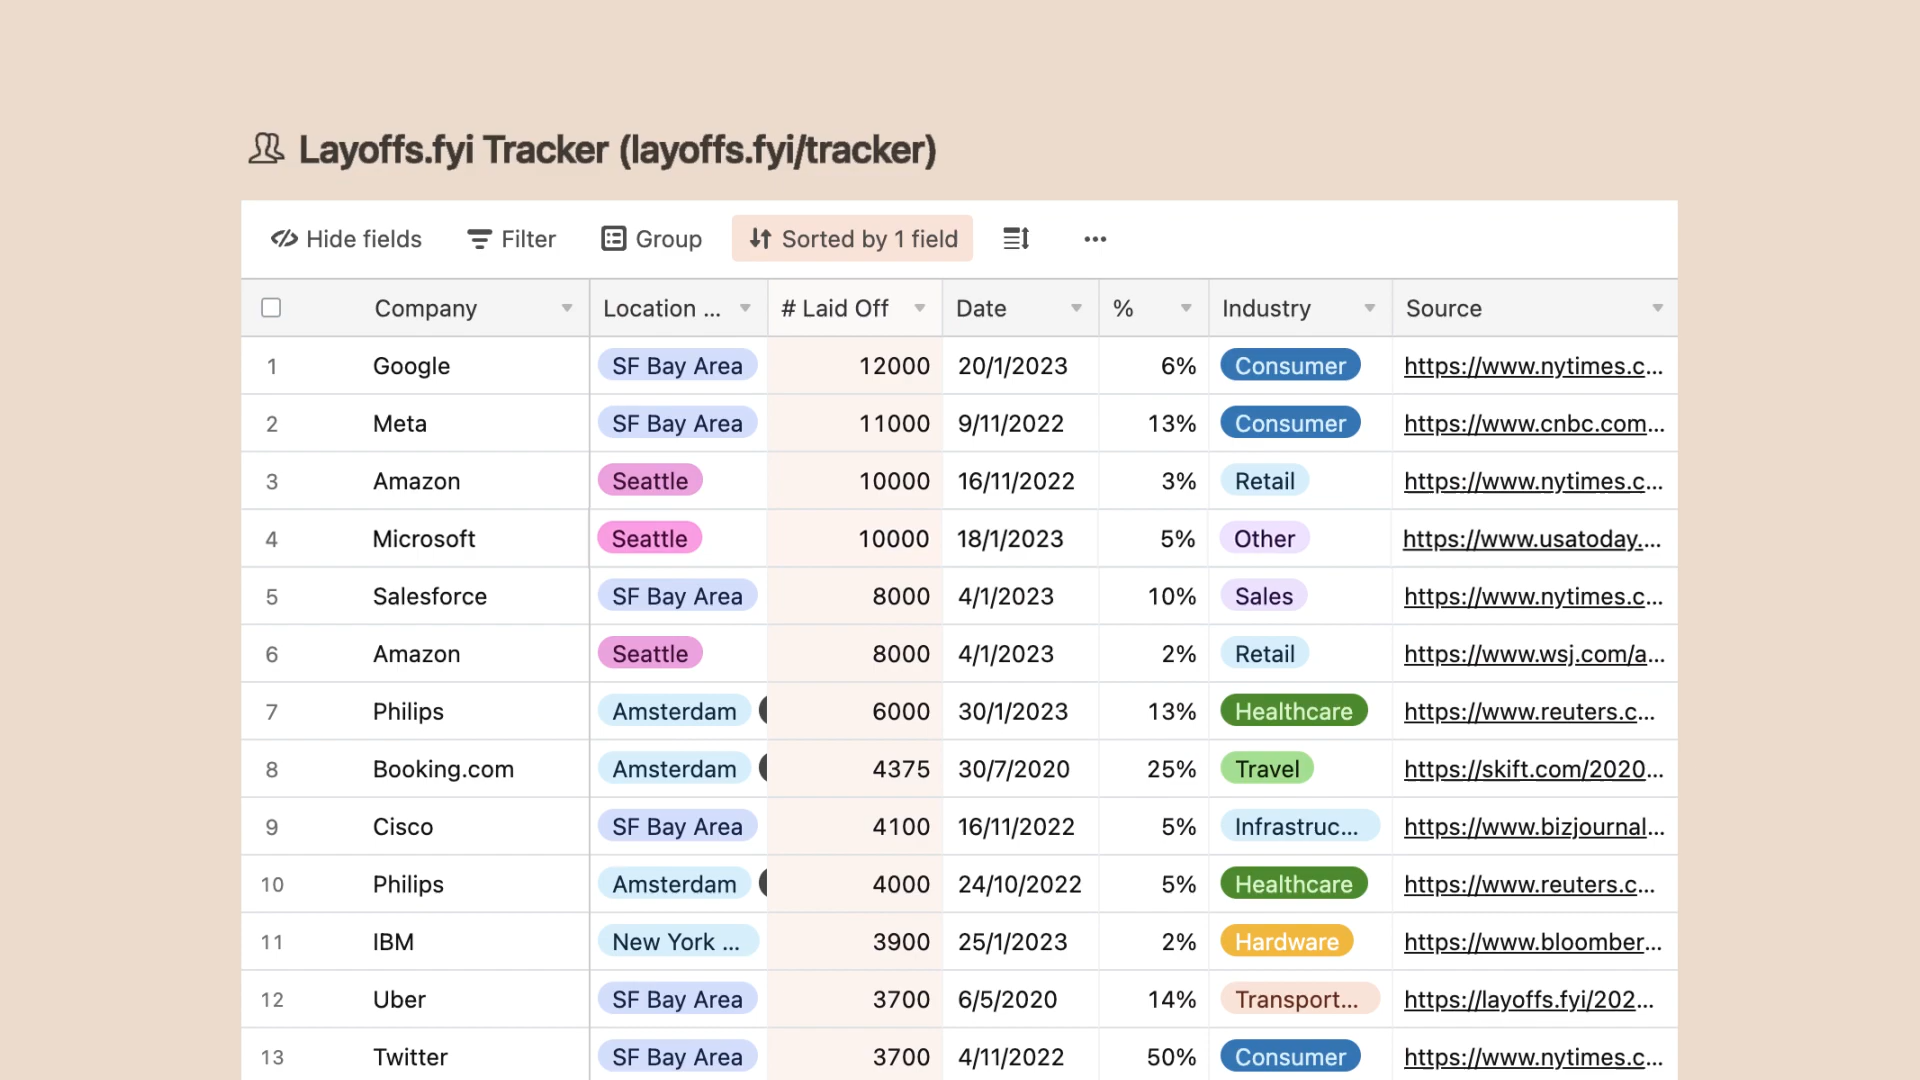 Layoffs.fyi Tracker (layoffs.fyi/tracker)
Hide fields Filter Group Sorted by 1 field ...
Company Location ... # Laid Off Date % Industry Source
1 Google SF Bay Area 12000 20/1/2023 6% Consumer https://www.nytimes.c...
2 Meta SF Bay Area 11000 9/11/2022 13% Consumer https://www.cnbc.com...
3 Amazon Seattle 10000 16/11/2022 3% Retail https://www.nytimes.c...
4 Microsoft Seattle 10000 18/1/2023 5% Other https://www.usatoday....
5 Salesforce SF Bay Area 8000 4/1/2023 10% Sales https://www.nytimes.c...
6 Amazon Seattle 8000 4/1/2023 2% Retail https://www.wsj.com/a...
7 Philips Amsterdam 6000 30/1/2023 13% Healthcare https://www.reuters.c...
8 Booking.com Amsterdam 4375 30/7/2020 25% Travel https://skift.com/2020...
9 Cisco SF Bay Area 4100 16/11/2022 5% Infrastruc... https://www.bizjournal...
10 Philips Amsterdam 4000 24/10/2022 5% Healthcare https://www.reuters.c...
11 IBM New York ... 3900 25/1/2023 2% Hardware https://www.bloomber...
12 Uber SF Bay Area 3700 6/5/2020 14% Transport... https://layoffs.fyi/202...
13 Twitter SF Bay Area 3700 4/11/2022 50% Consumer https://www.nytimes.c...